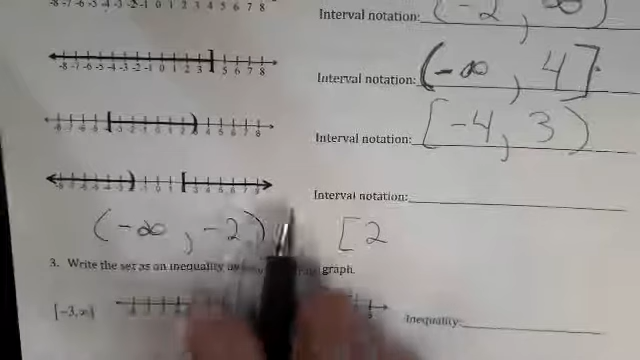 -8 -7 -6 -5 -4 -3 -2 -1 0 1 2 3 4 5 6 7 8
Interval notation: (-2, ∞)
-8 -7 -6 -5 -4 -3 -2 -1 0 1 2 3 4 5 6 7 8
Interval notation: (-∞, 4]
Interval notation: [-4, 3)
Interval notation:
(-∞, -2) [2
3. Write the set as an inequality graph.
[-3,∞) Inequality: